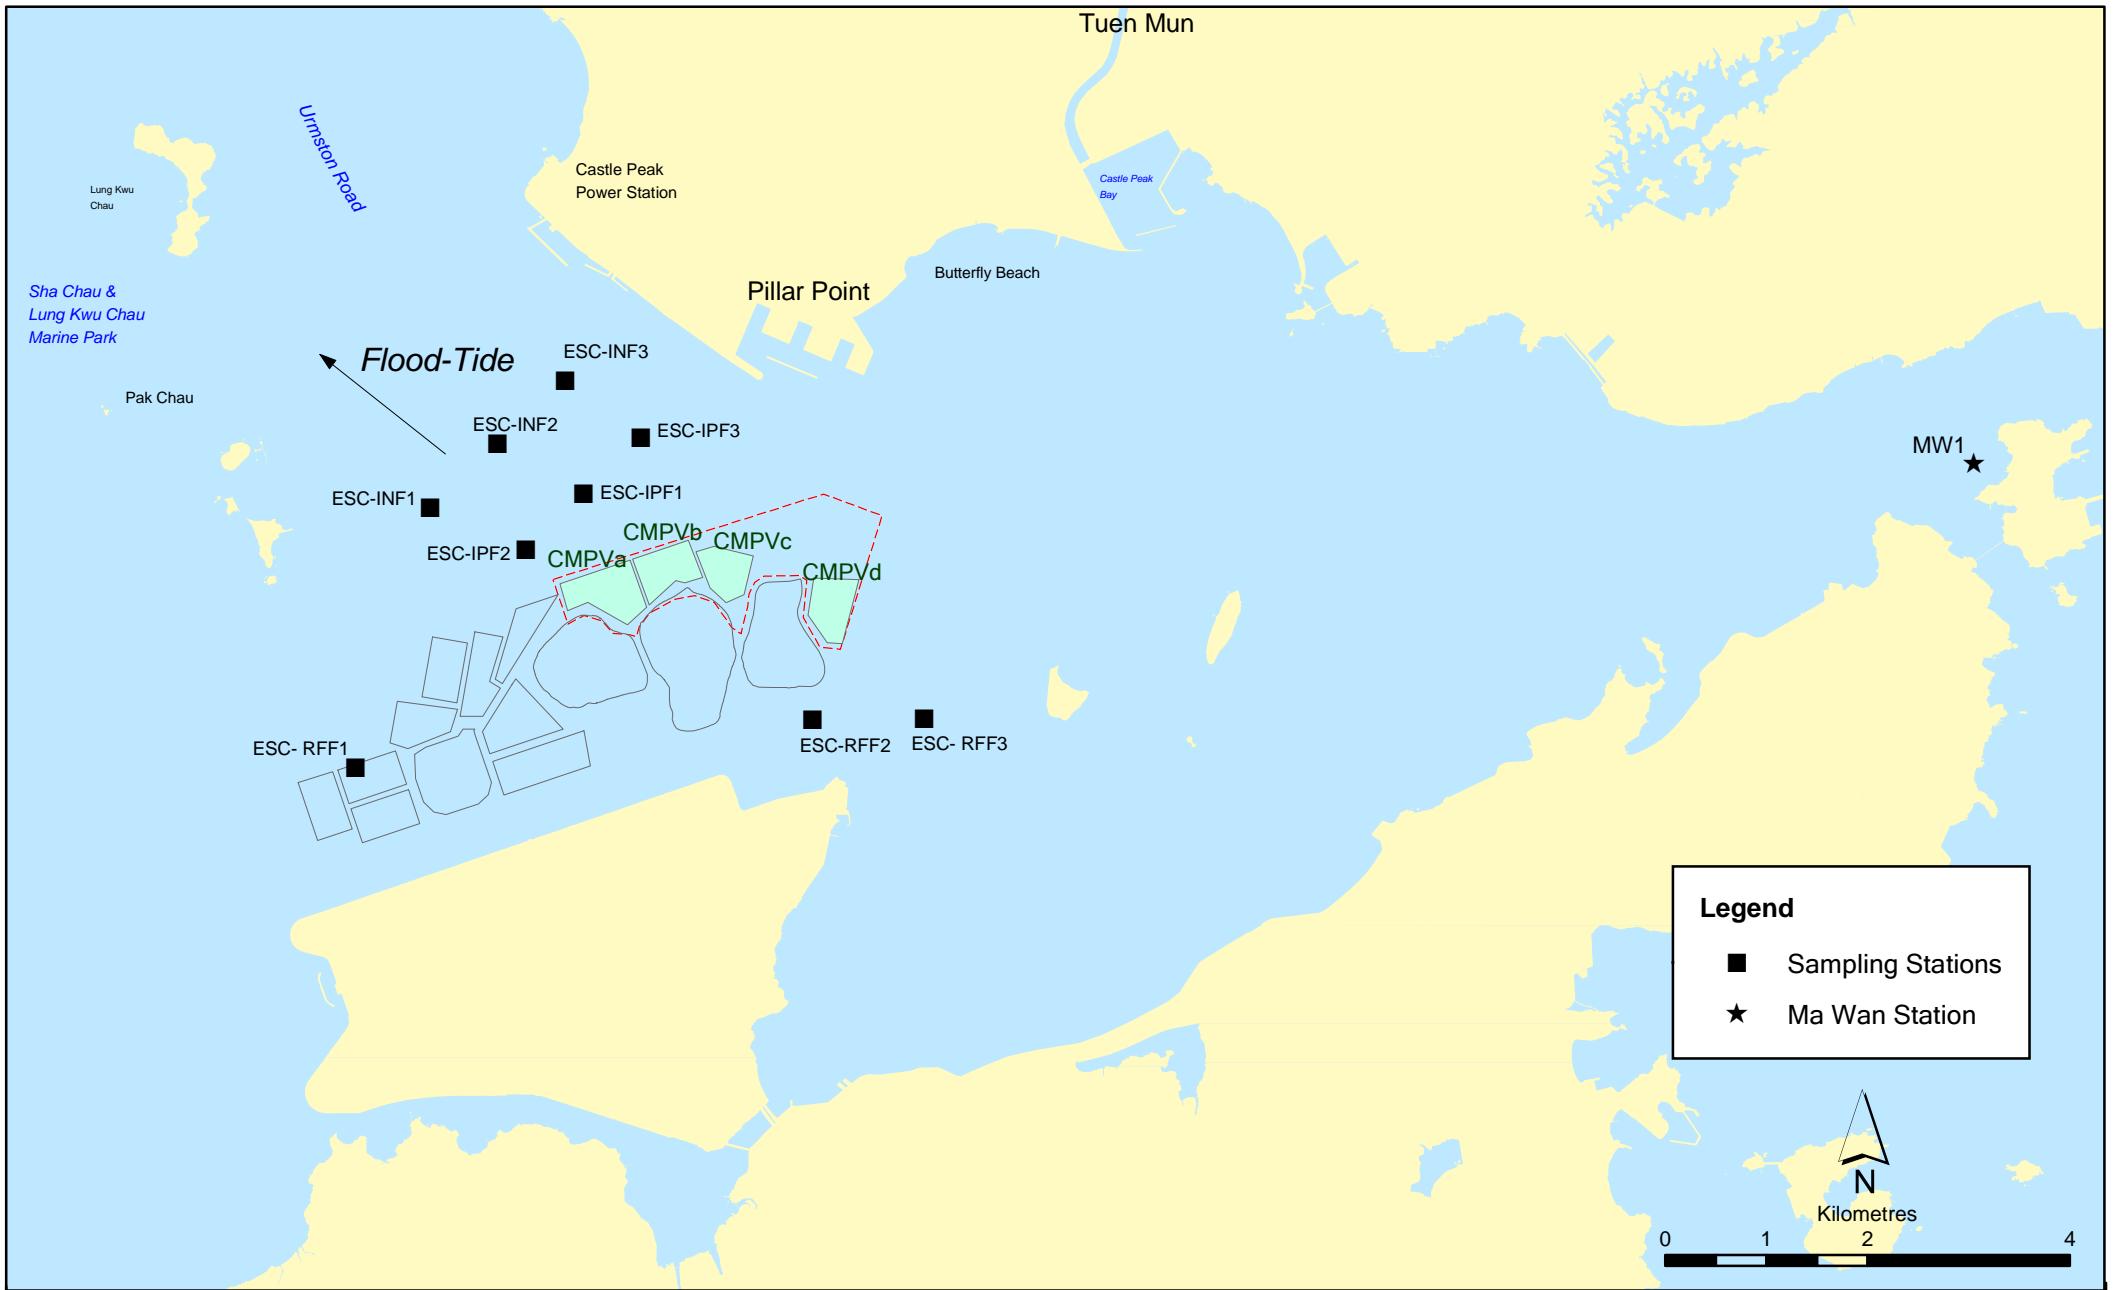 Tuen Mun
Urmston Road
Castle Peak
Power Station
Castle Peak
Bay
Lung Kwu
Chau
Butterfly Beach
Pillar Point
Sha Chau &
Lung Kwu Chau
Marine Park
Flood-Tide
ESC-INF3
Pak Chau
ESC-INF2
ESC-IPF3
MW1
ESC-INF1
ESC-IPF1
CMPVb
CMPVc
ESC-IPF2
CMPVa
CMPVd
ESC- RFF1
ESC-RFF2
ESC- RFF3
Legend
Sampling Stations
Ma Wan Station
N
Kilometres
0 1 2 4